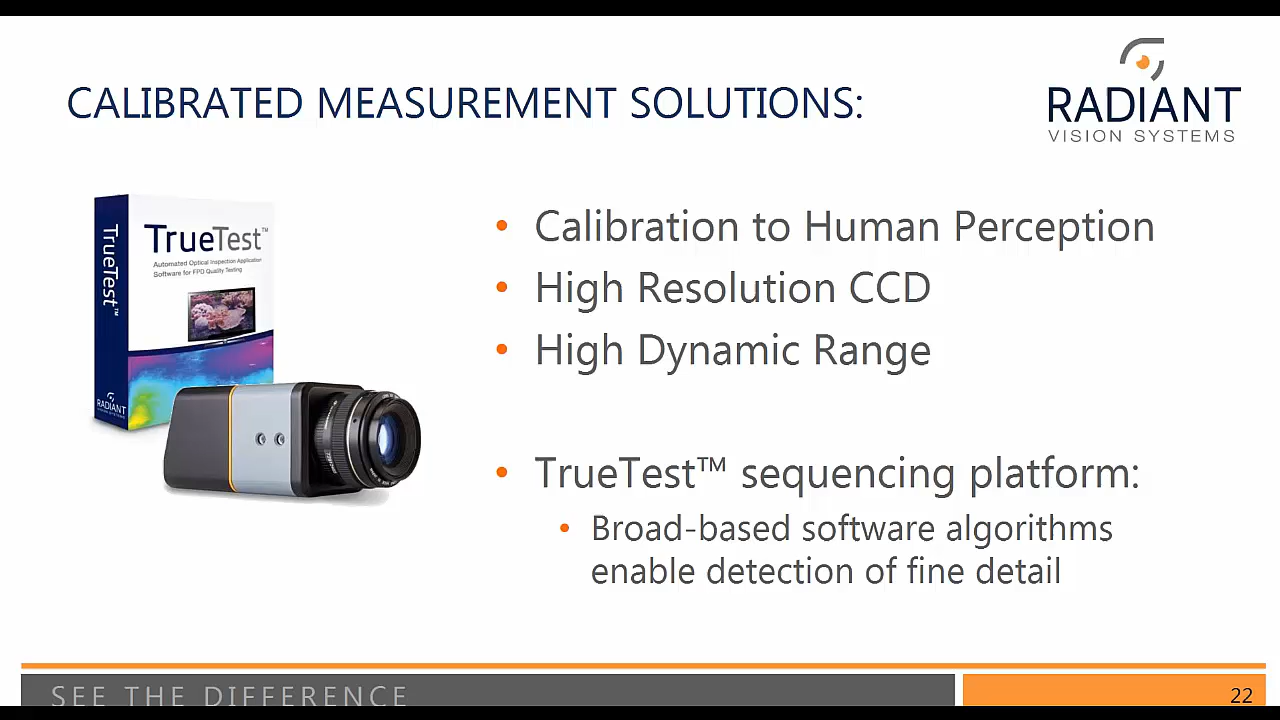 CALIBRATED MEASUREMENT SOLUTIONS:
RADIANT
VISION SYSTEMS
TrueTest™
TrueTest™
Automated Optical Inspection Application
Software for FPD Quality Testing
RADIANT
VISION SYSTEMS
• Calibration to Human Perception
• High Resolution CCD
• High Dynamic Range
• TrueTest™ sequencing platform:
• Broad-based software algorithms
enable detection of fine detail
SEE THE DIFFERENCE
22